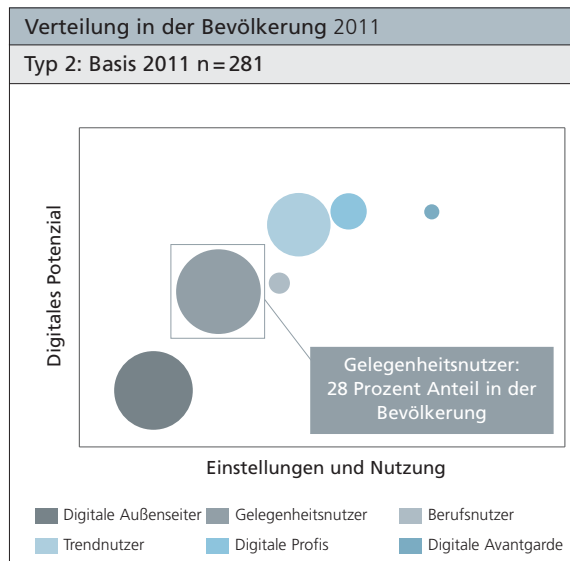 Verteilung in der Bevölkerung 2011
Typ 2: Basis 2011 n = 281
Digitales Potenzial
Gelegenheitsnutzer:
28 Prozent Anteil in der
Bevölkerung
Einstellungen und Nutzung
Digitale Außenseiter
Gelegenheitsnutzer
Berufsnutzer
Trendnutzer
Digitale Profis
Digitale Avantgarde